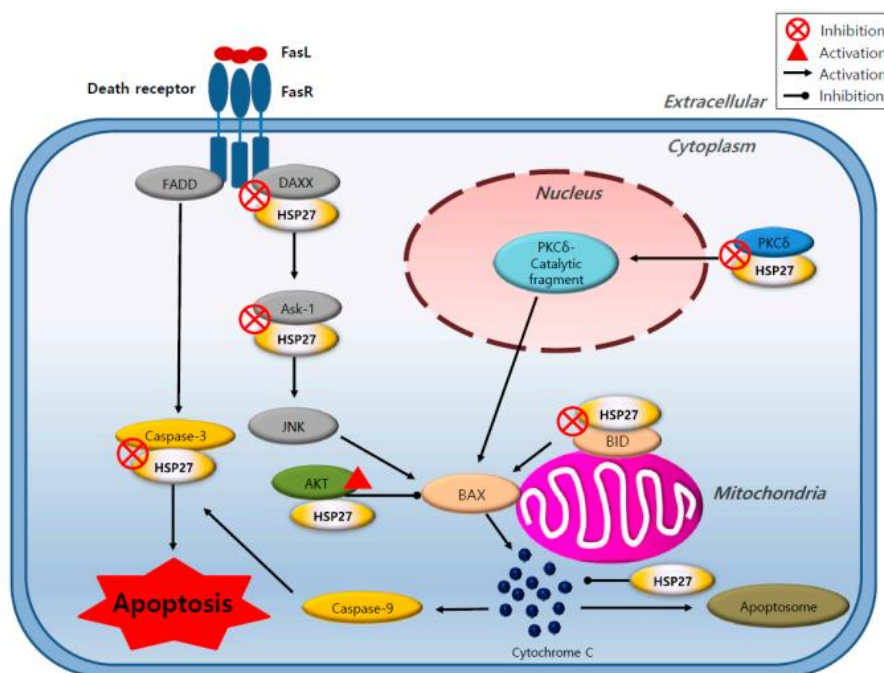 Inhibition
Activation
Activation
Inhibition
FasL
Death receptor
FasR
Extracellular
Cytoplasm
FADD
DAXX
HSP27
Nucleus
PKCδ-
Catalytic
fragment
PKCδ
HSP27
Ask-1
HSP27
JNK
Caspase-3
HSP27
HSP27
BID
AKT
HSP27
BAX
Mitochondria
HSP27
Apoptosis
Caspase-9
Apoptosome
Cytochrome C